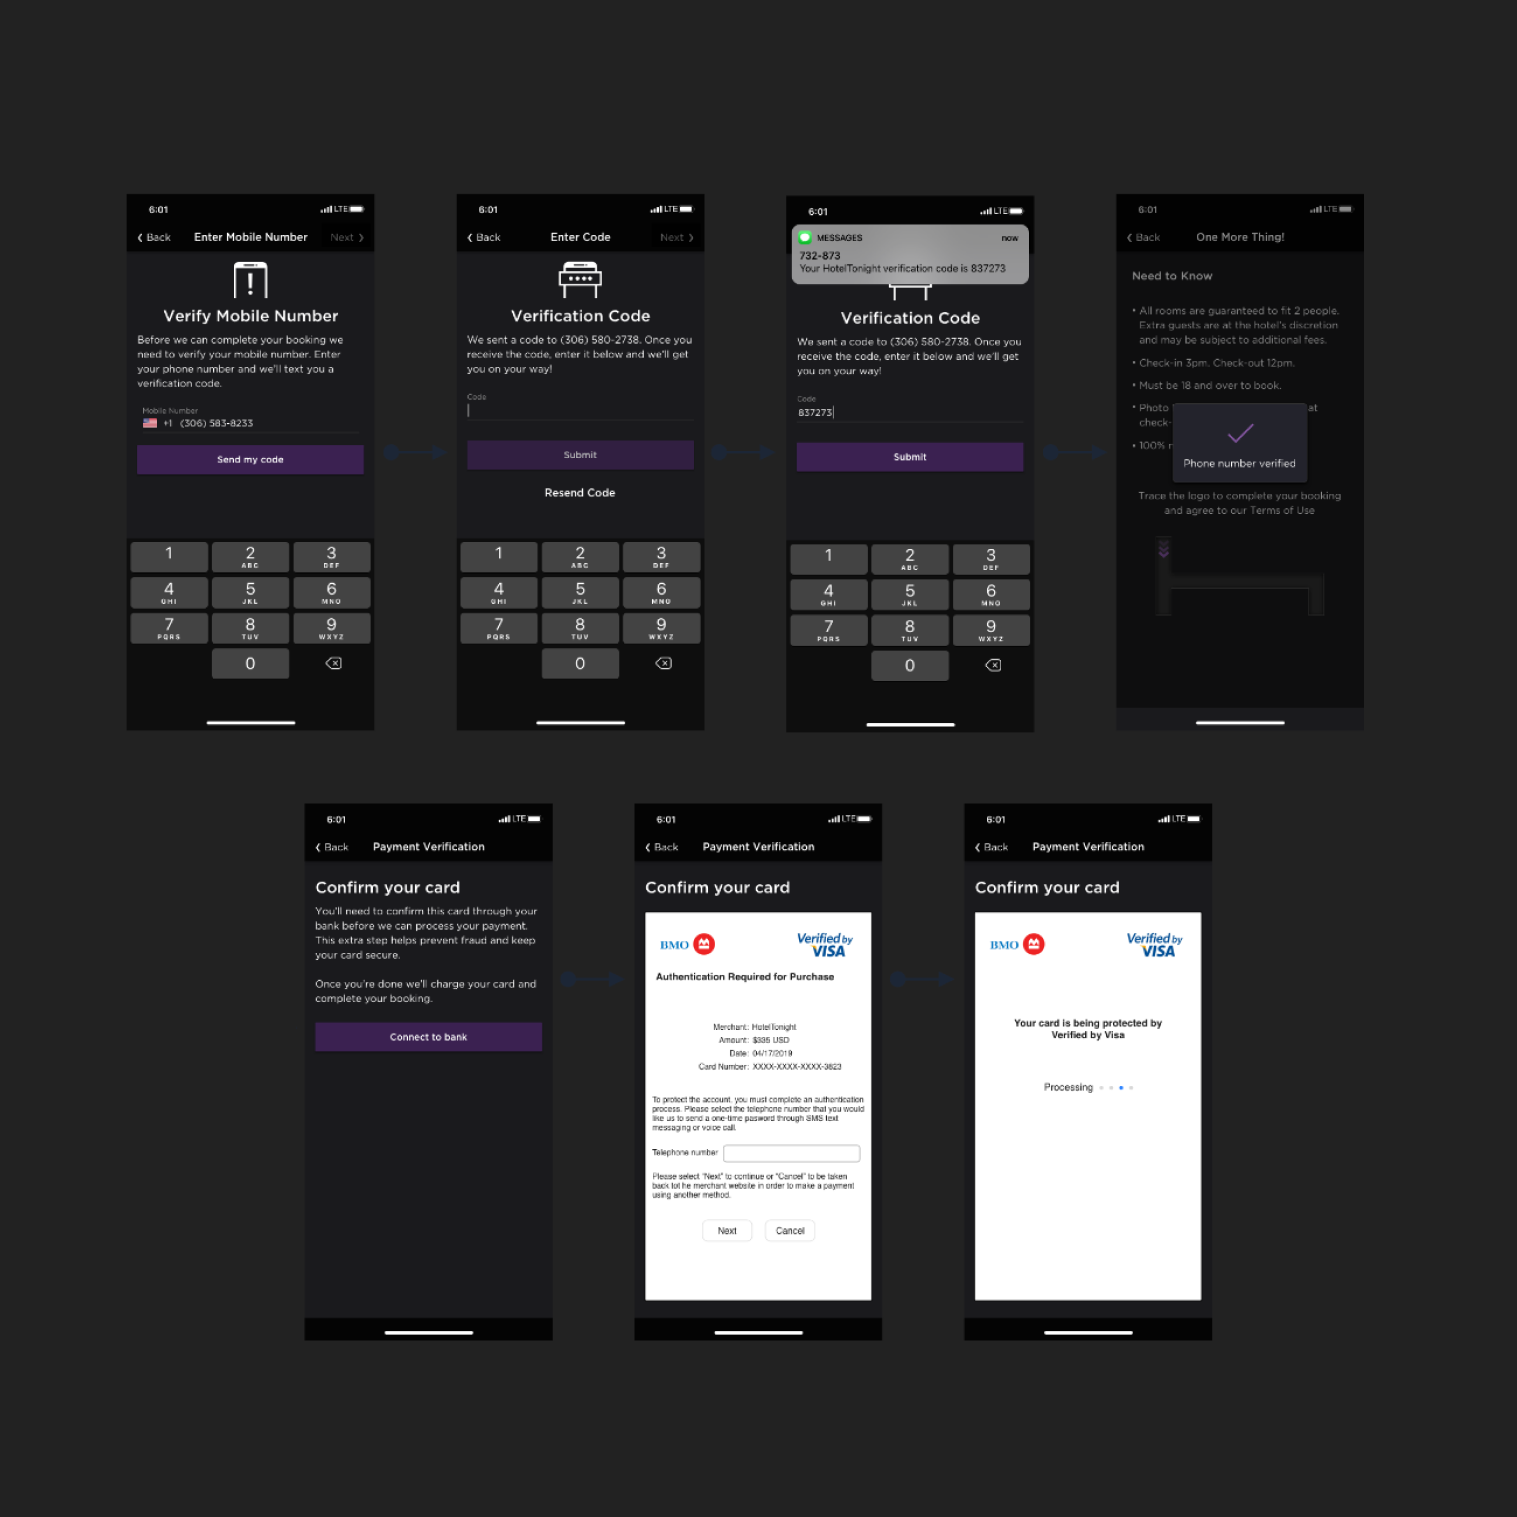 6:01
LTE
Back
Enter Mobile Number
Next
Verify Mobile Number
Before we can complete your booking we
need to verify your mobile number. Enter
your phone number and we'll text you a
verification code.
Mobile Number
+1 (306) 583-8233
Send my code
1
2
ABC
3
DEF
4
GHI
5
JKL
6
MNO
7
PQRS
8
TUV
9
WXYZ
0
6:01
LTE
Back
Enter Code
Next
Verification Code
We sent a code to (306) 580-2738. Once you
receive the code, enter it below and we'll get
you on your way!
Code
Submit
Resend Code
1
2
ABC
3
DEF
4
GHI
5
JKL
6
MNO
7
PQRS
8
TUV
9
WXYZ
0
6:01
LTE
MESSAGES
now
732-873
Your HotelTonight verification code is 837273
Verification Code
We sent a code to (306) 580-2738. Once you
receive the code, enter it below and we'll get
you on your way!
Code
837273
Submit
1
2
ABC
3
DEF
4
GHI
5
JKL
6
MNO
7
PQRS
8
TUV
9
WXYZ
0
6:01
LTE
Back
One More Thing!
Need to Know
• All rooms are guaranteed to fit 2 people.
Extra guests are at the hotel's discretion
and may be subject to additional fees.
• Check-in 3pm. Check-out 12pm.
• Must be 18 and over to book.
• Photo at
check-
• 100%
Phone number verified
Trace the logo to complete your booking
and agree to our Terms of Use
6:01
LTE
Back
Payment Verification
Confirm your card
You'll need to confirm this card through your
bank before we can process your payment.
This extra step helps prevent fraud and keep
your card secure.
Once you're done we'll charge your card and
complete your booking.
Connect to bank
6:01
LTE
Back
Payment Verification
Confirm your card
BMO
Verified by
VISA
Authentication Required for Purchase
Merchant: HotelTonight
Amount: $335 USD
Date: 04/17/2019
Card Number: XXXX-XXXX-XXXX-3823
To protect the account, you must complete an authentication
process. Please select the telephone number that you would
like us to send a one-time pasword through SMS text
messaging or voice call.
Telephone number
Please select "Next" to continue or "Cancel" to be taken
back tot he merchant website in order to make a payment
using another method.
Next
Cancel
6:01
LTE
Back
Payment Verification
Confirm your card
BMO
Verified by
VISA
Your card is being protected by
Verified by Visa
Processing